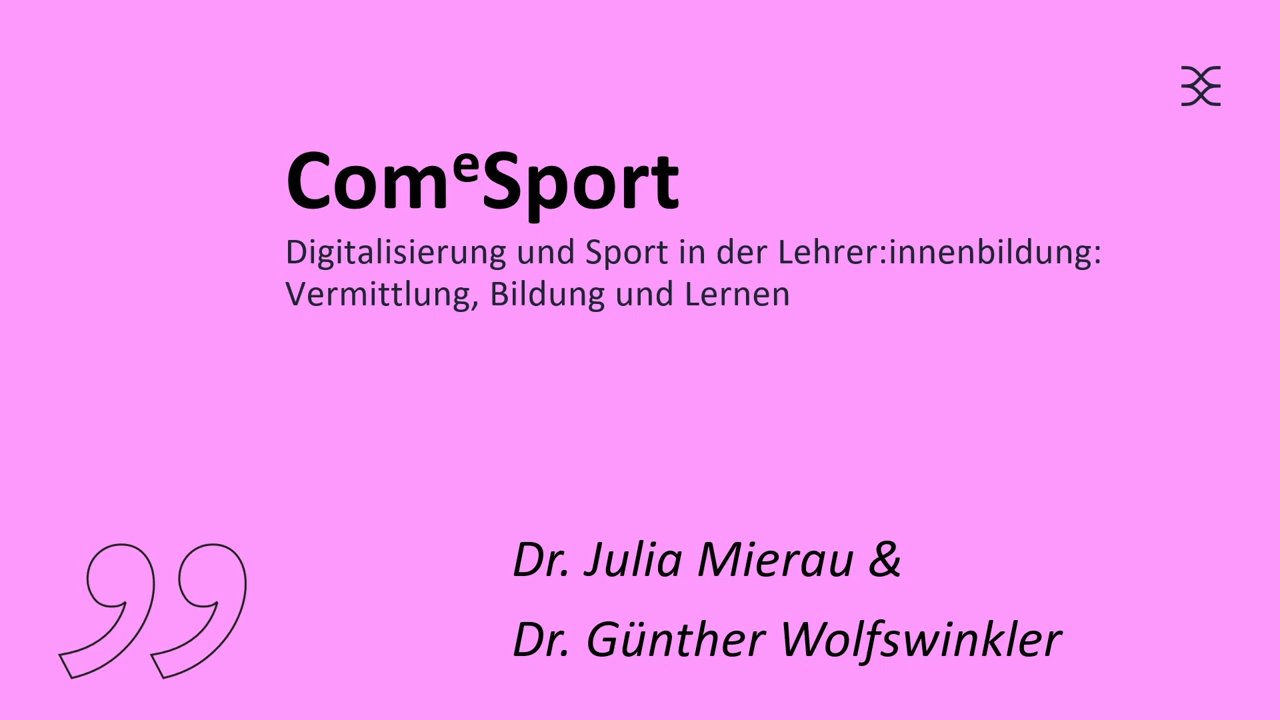 ComᵉSport
Digitalisierung und Sport in der Lehrer:innenbildung:
Vermittlung, Bildung und Lernen
Dr. Julia Mierau &
Dr. Günther Wolfswinkler